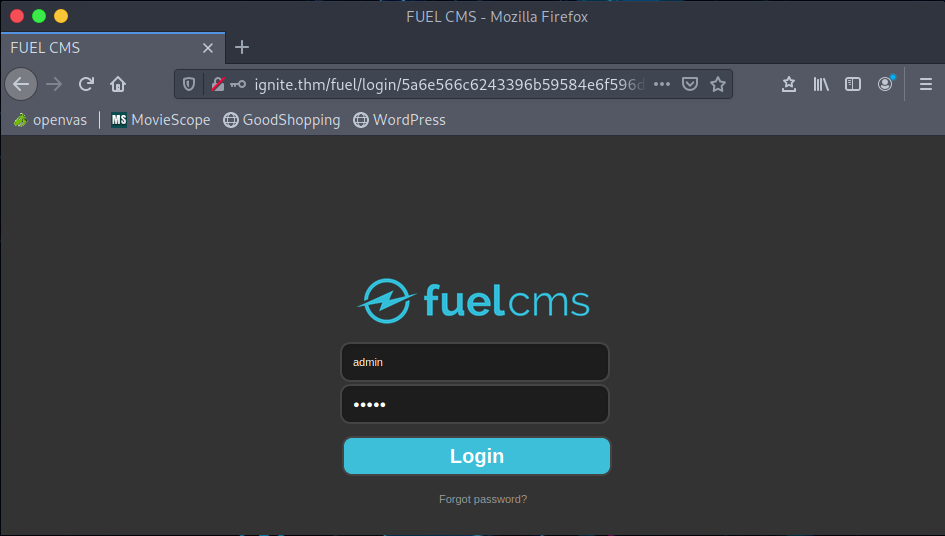 FUEL CMS - Mozilla Firefox
FUEL CMS
ignite.thm/fuel/login/5a6e566c6243396b59584e6f596d
openvas
MS MovieScope
GoodShopping
WordPress
fuelcms
admin
•••••
Login
Forgot password?